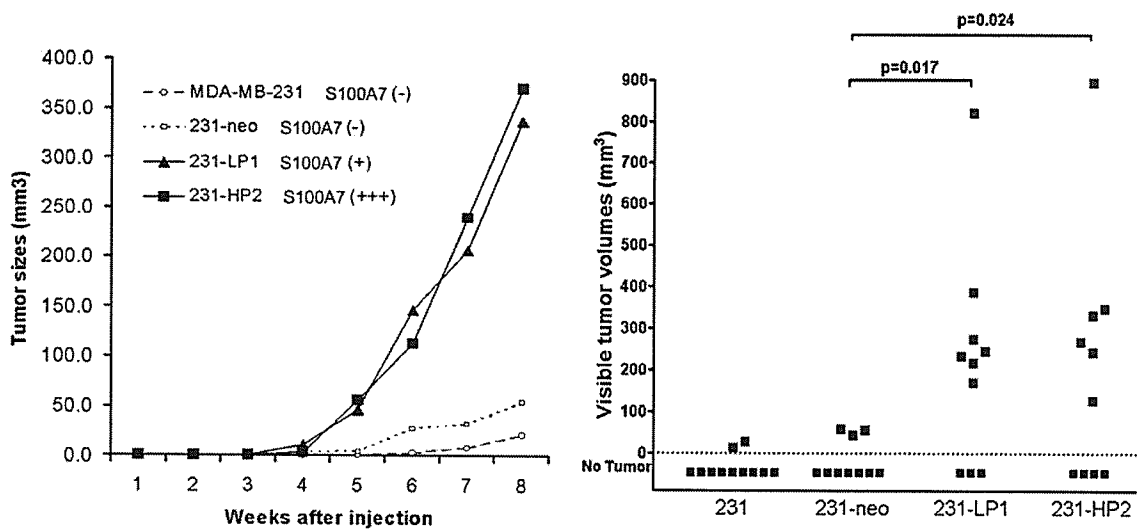 400.0
350.0
300.0
250.0
200.0
150.0
100.0
50.0
0.0
Tumor sizes (mm3)
MDA-MB-231 S100A7 (-)
231-neo S100A7 (-)
231-LP1 S100A7 (+)
231-HP2 S100A7 (+++)
1 2 3 4 5 6 7 8
Weeks after injection
p=0.024
p=0.017
900
800
700
600
500
400
300
200
100
0
No Tumor
Visible tumor volumes (mm³)
231 231-neo 231-LP1 231-HP2